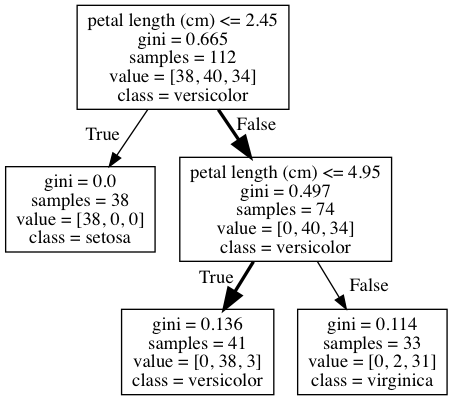 petal length (cm) <= 2.45
gini = 0.665
samples = 112
value = [38, 40, 34]
class = versicolor
True
False
gini = 0.0
samples = 38
value = [38, 0, 0]
class = setosa
petal length (cm) <= 4.95
gini = 0.497
samples = 74
value = [0, 40, 34]
class = versicolor
True
False
gini = 0.136
samples = 41
value = [0, 38, 3]
class = versicolor
gini = 0.114
samples = 33
value = [0, 2, 31]
class = virginica